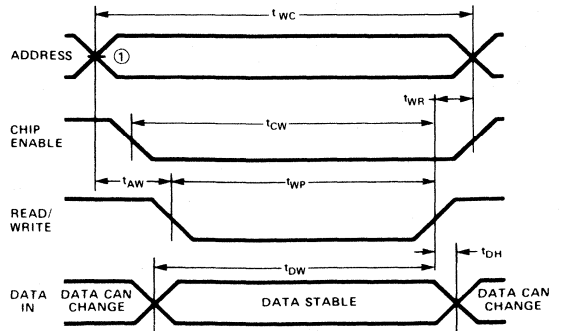 t WC
ADDRESS
①
tWR
CHIP
ENABLE
tCW
tAW
tWP
READ/
WRITE
tDH
tDW
DATA
IN
DATA CAN
CHANGE
DATA STABLE
DATA CAN
CHANGE